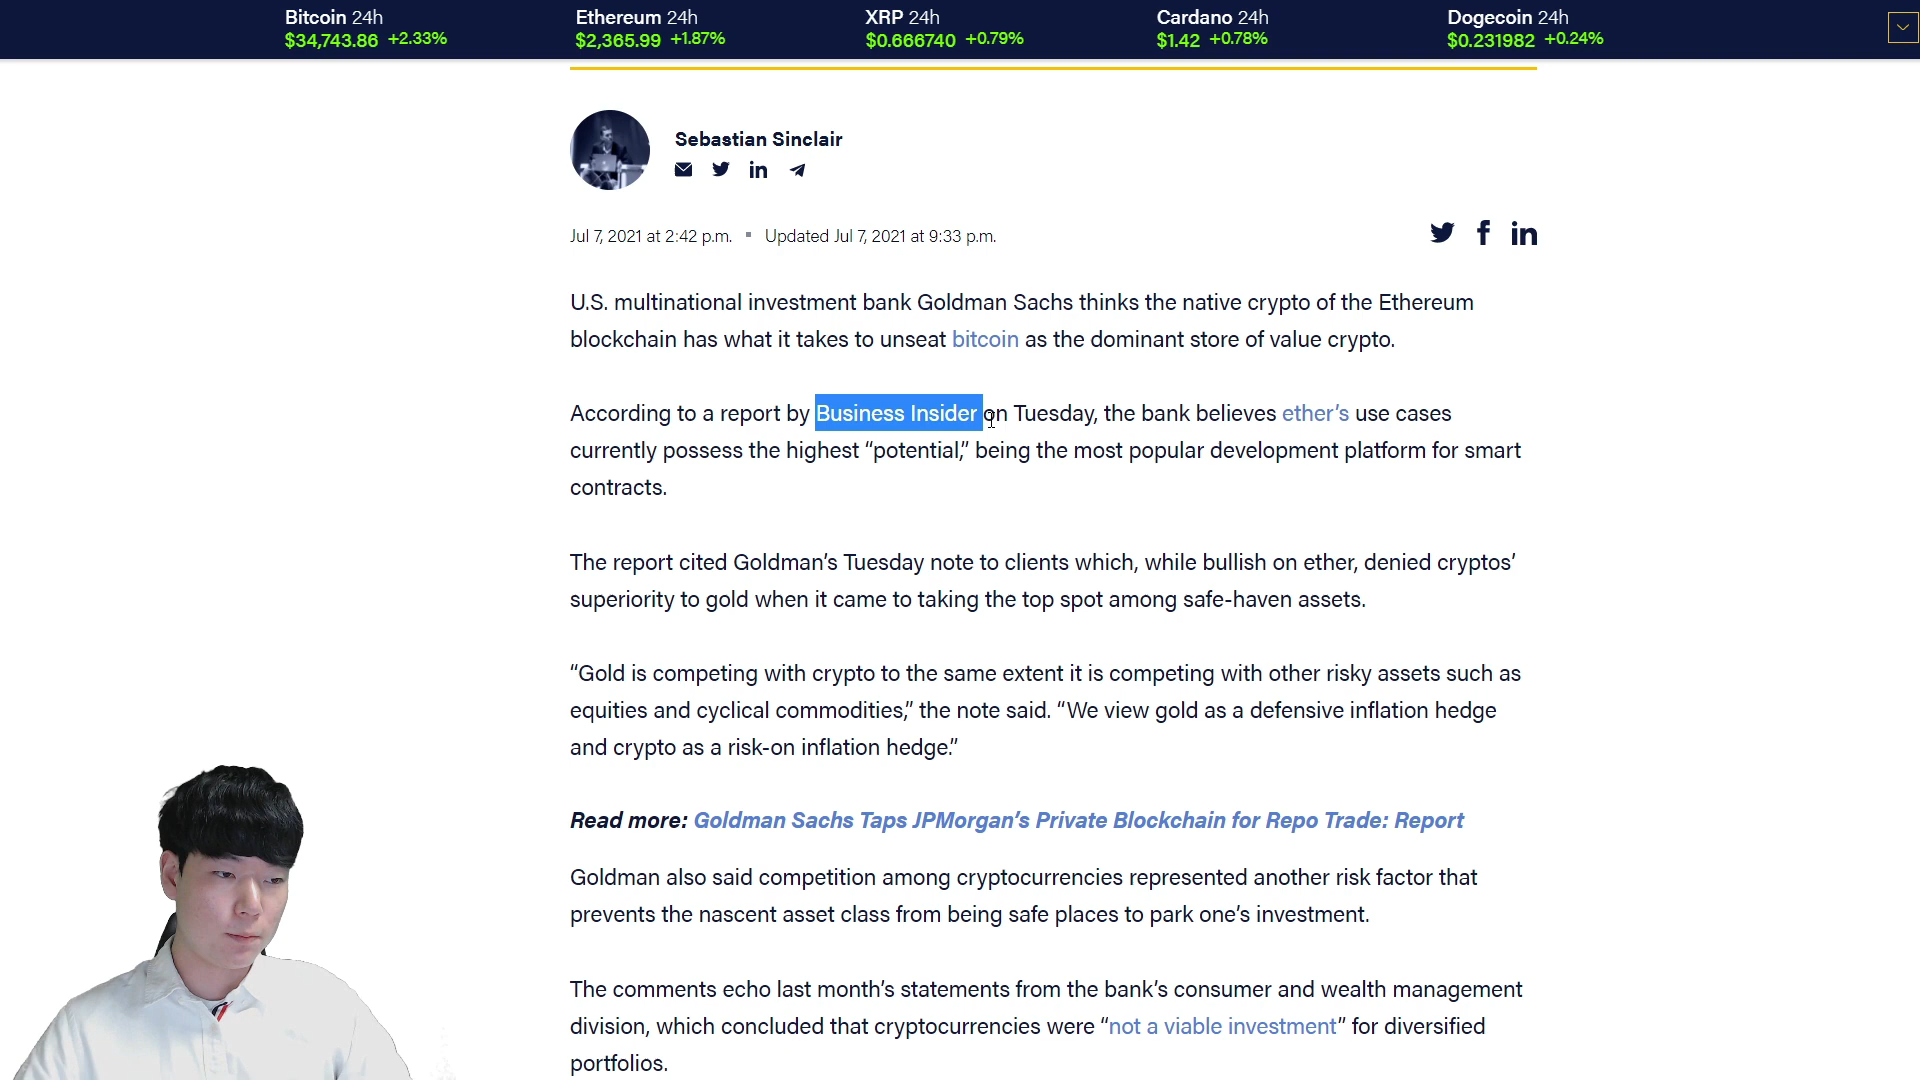 Bitcoin 24h
$34,743.86 +2.33%
Ethereum 24h
$2,365.99 +1.87%
XRP 24h
$0.666740 +0.79%
Cardano 24h
$1.42 +0.78%
Dogecoin 24h
$0.231982 +0.24%
Sebastian Sinclair
Jul 7, 2021 at 2:42 p.m. ▪ Updated Jul 7, 2021 at 9:33 p.m.
U.S. multinational investment bank Goldman Sachs thinks the native crypto of the Ethereum
blockchain has what it takes to unseat bitcoin as the dominant store of value crypto.
According to a report by Business Insider on Tuesday, the bank believes ether’s use cases
currently possess the highest “potential,” being the most popular development platform for smart
contracts.
The report cited Goldman’s Tuesday note to clients which, while bullish on ether, denied cryptos’
superiority to gold when it came to taking the top spot among safe-haven assets.
“Gold is competing with crypto to the same extent it is competing with other risky assets such as
equities and cyclical commodities,” the note said. “We view gold as a defensive inflation hedge
and crypto as a risk-on inflation hedge.”
Read more: Goldman Sachs Taps JPMorgan’s Private Blockchain for Repo Trade: Report
Goldman also said competition among cryptocurrencies represented another risk factor that
prevents the nascent asset class from being safe places to park one’s investment.
The comments echo last month’s statements from the bank’s consumer and wealth management
division, which concluded that cryptocurrencies were “not a viable investment” for diversified
portfolios.